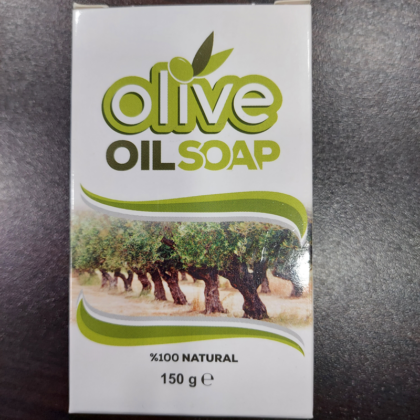 olive
OIL SOAP
%100 NATURAL
150 g ℮